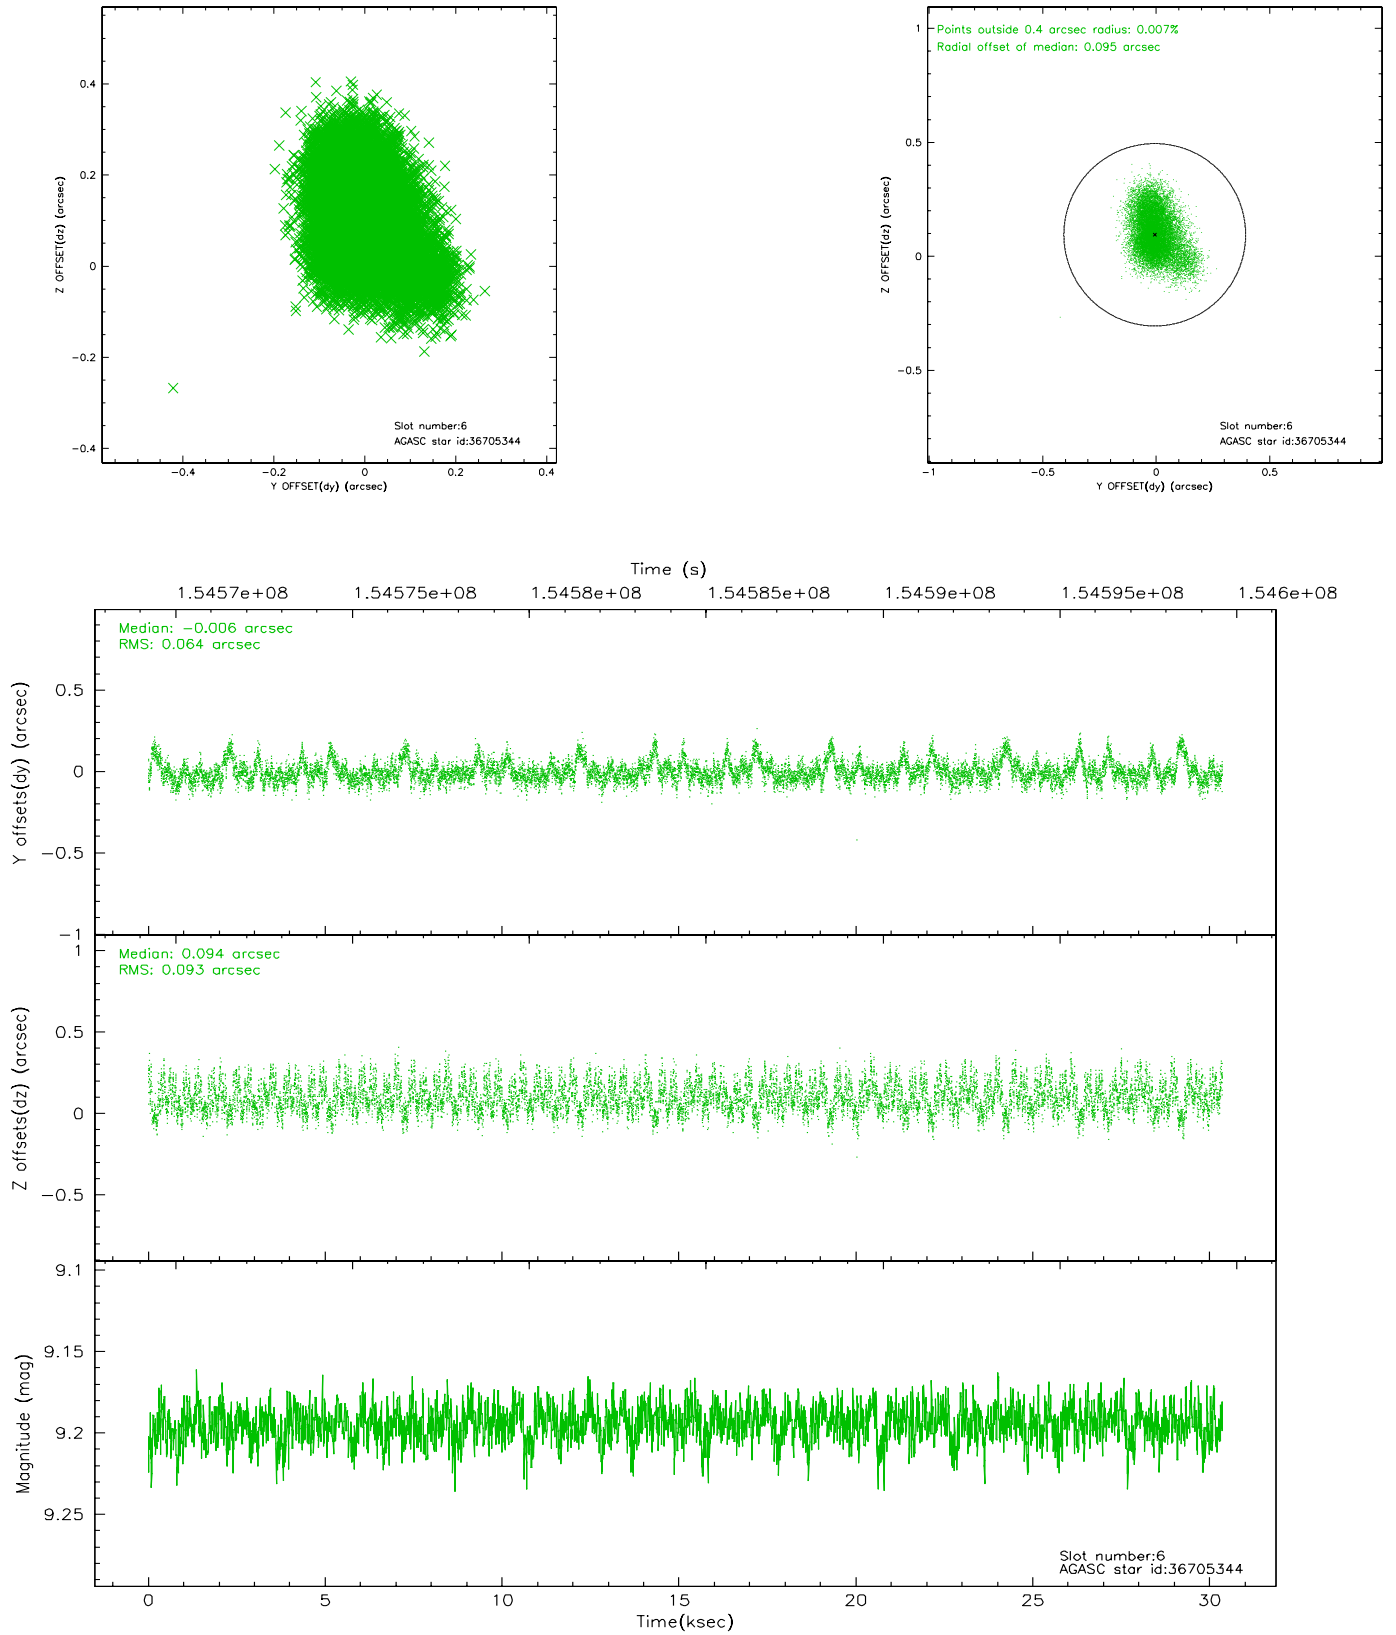 0.4
0.2
0
−0.2
−0.4
Z OFFSET(dz) (arcsec)
Slot number:6
AGASC star id:36705344
−0.4
−0.2
0
0.2
0.4
Y OFFSET(dy) (arcsec)
Points outside 0.4 arcsec radius: 0.007%
Radial offset of median: 0.095 arcsec
1
0.5
0
−0.5
Z OFFSET(dz) (arcsec)
Slot number:6
AGASC star id:36705344
−1
−0.5
0
0.5
Y OFFSET(dy) (arcsec)
Time (s)
1.5457e+08
1.54575e+08
1.5458e+08
1.54585e+08
1.5459e+08
1.54595e+08
1.546e+08
Median: −0.006 arcsec
RMS: 0.064 arcsec
0.5
0
−0.5
−1
Y offsets(dy) (arcsec)
Median: 0.094 arcsec
RMS: 0.093 arcsec
1
0.5
0
−0.5
Z offsets(dz) (arcsec)
9.1
9.15
9.2
9.25
Magnitude (mag)
Slot number:6
AGASC star id:36705344
0
5
10
15
20
25
30
Time(ksec)